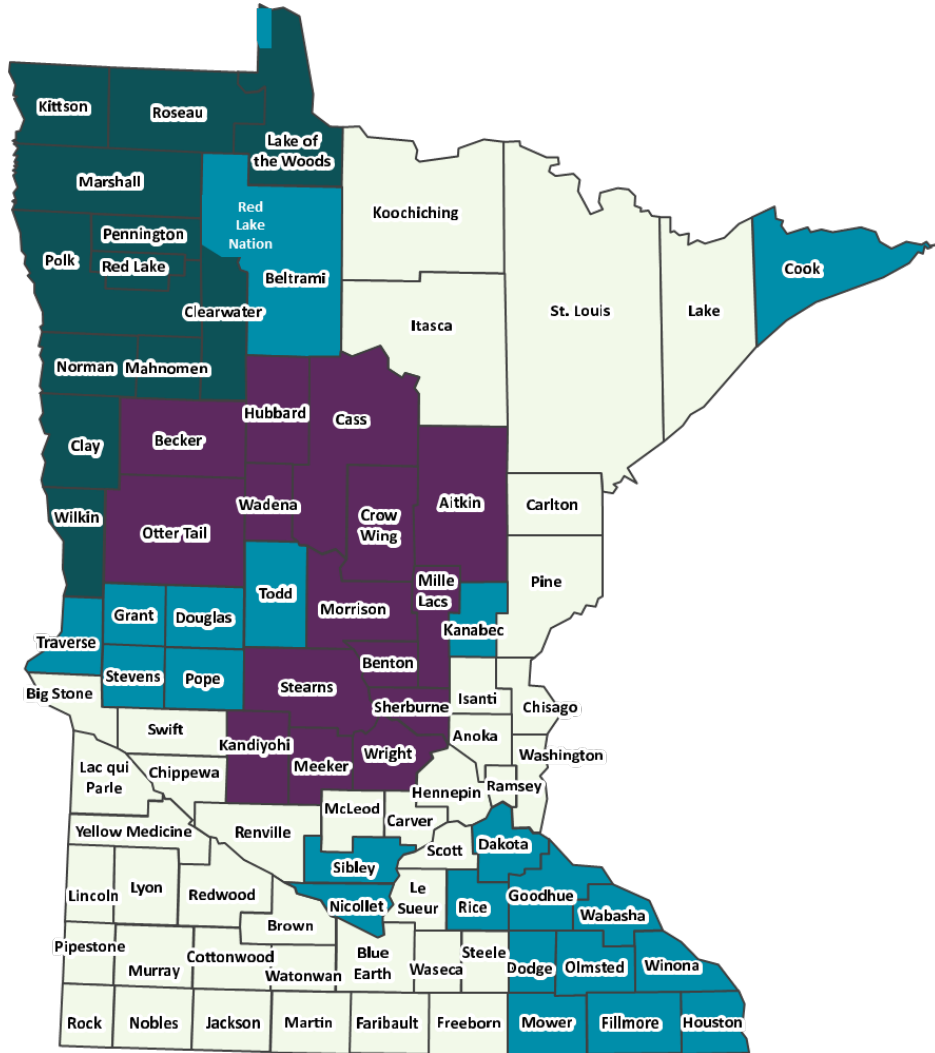 Kittson
Roseau
Lake of
the Woods
Marshall
Koochiching
Red
Lake
Nation
Pennington
Polk
Red Lake
Beltrami
Cook
Clearwater
Itasca
St. Louis
Lake
Norman
Mahnomen
Hubbard
Cass
Becker
Clay
Wadena
Aitkin
Carlton
Wilkin
Otter Tail
Crow
Wing
Mille
Lacs
Pine
Todd
Grant
Douglas
Morrison
Kanabec
Traverse
Benton
Stevens
Pope
Stearns
Big Stone
Sherburne
Isanti
Chisago
Swift
Anoka
Kandiyohi
Wright
Washington
Lac qui
Parle
Chippewa
Meeker
Hennepin
Ramsey
McLeod
Carver
Yellow Medicine
Renville
Dakota
Scott
Sibley
Lincoln
Lyon
Redwood
Le
Sueur
Goodhue
Nicollet
Rice
Wabasha
Brown
Pipestone
Murray
Cottonwood
Watonwan
Blue
Earth
Waseca
Steele
Dodge
Olmsted
Winona
Rock
Nobles
Jackson
Martin
Faribault
Freeborn
Mower
Fillmore
Houston